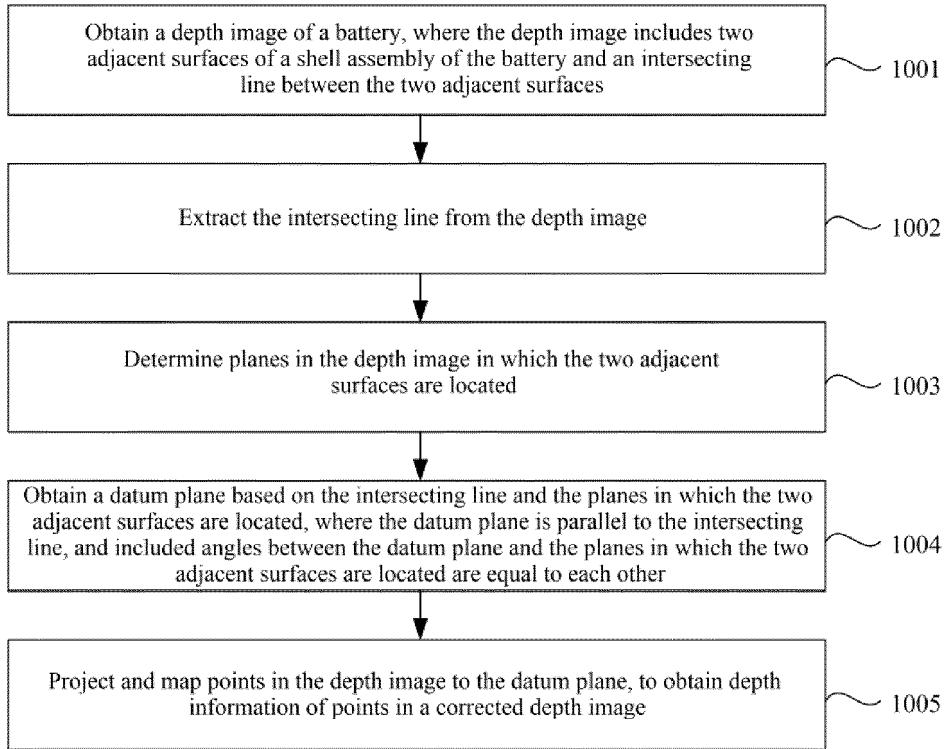 Obtain a depth image of a battery, where the depth image includes two
adjacent surfaces of a shell assembly of the battery and an intersecting
line between the two adjacent surfaces
1001
Extract the intersecting line from the depth image
1002
Determine planes in the depth image in which the two adjacent
surfaces are located
1003
Obtain a datum plane based on the intersecting line and the planes in which the two
adjacent surfaces are located, where the datum plane is parallel to the intersecting
line, and included angles between the datum plane and the planes in which the two
adjacent surfaces are located are equal to each other
1004
Project and map points in the depth image to the datum plane, to obtain depth
information of points in a corrected depth image
1005